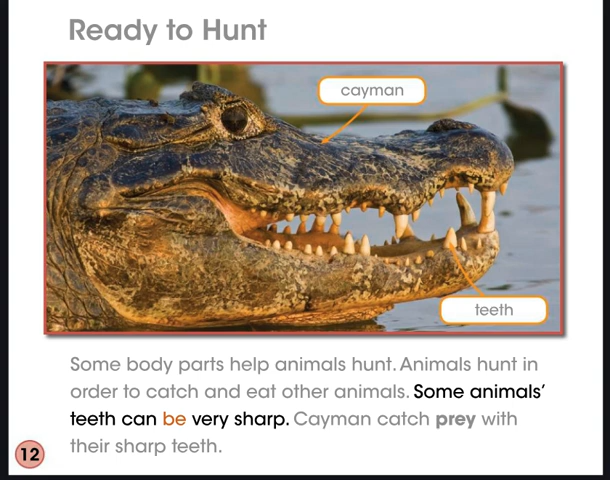 Ready to Hunt
cayman
teeth
Some body parts help animals hunt. Animals hunt in
order to catch and eat other animals. Some animals’
teeth can be very sharp. Cayman catch prey with
their sharp teeth.
12